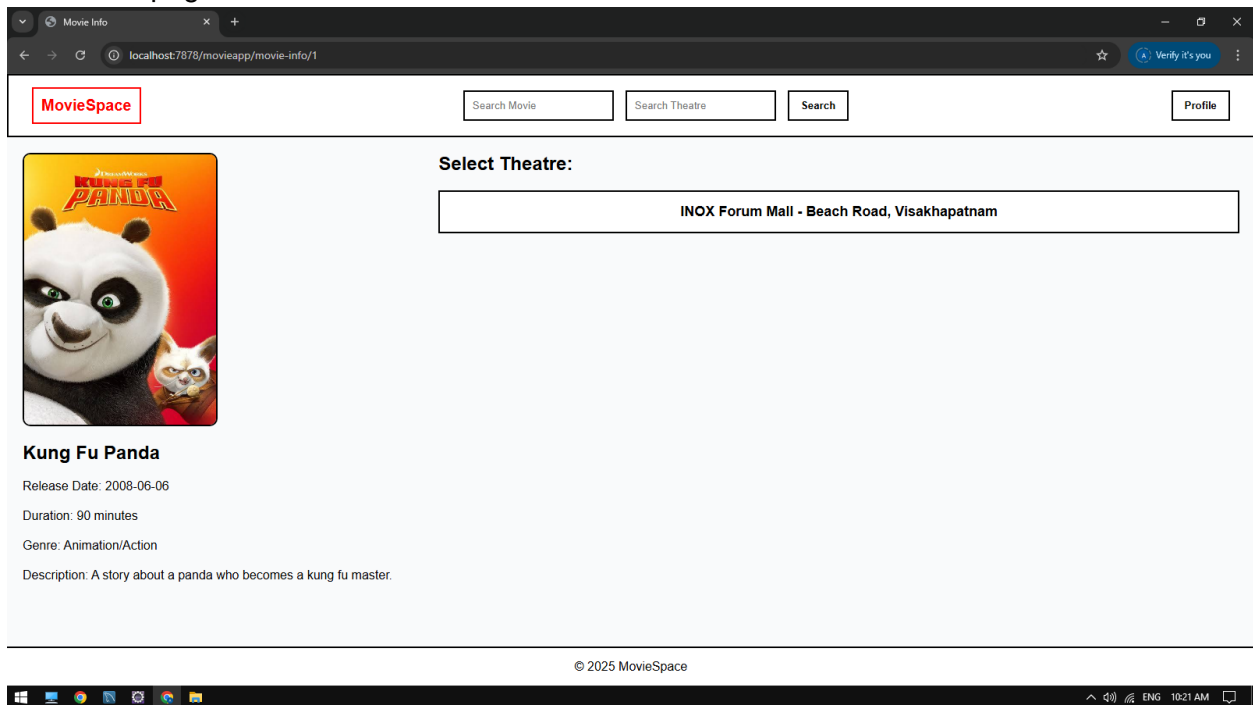 Movie Info
localhost:7878/movieapp/movie-info/1
Verify it's you
MovieSpace
Search Movie
Search Theatre
Search
Profile
DREAMWORKS
KUNG FU
PANDA
Select Theatre:
INOX Forum Mall - Beach Road, Visakhapatnam
Kung Fu Panda
Release Date: 2008-06-06
Duration: 90 minutes
Genre: Animation/Action
Description: A story about a panda who becomes a kung fu master.
© 2025 MovieSpace
ENG
10:21 AM